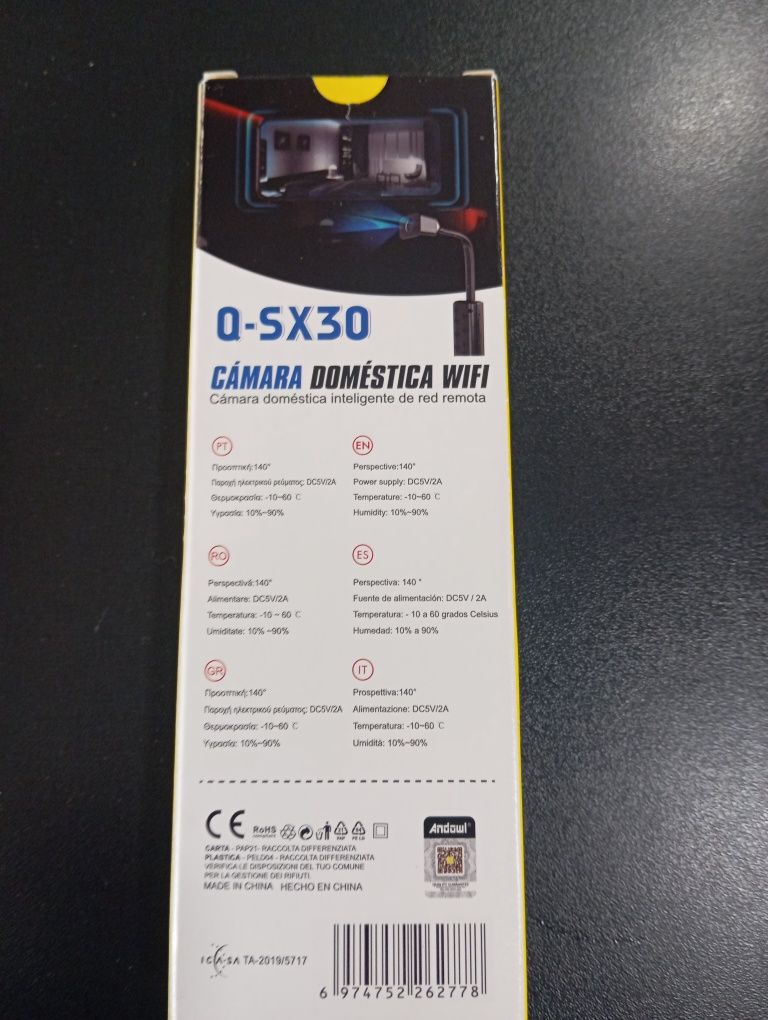 Q-SX30
CÁMARA DOMÉSTICA WIFI
Cámara doméstica inteligente de red remota
PT
Προοπτική:140°
Παροχή ηλεκτρικού ρεύματος: DC5V/2A
Θερμοκρασία: -10~60 ℃
Υγρασία: 10%~90%
EN
Perspective:140°
Power supply: DC5V/2A
Temperature: -10~60 ℃
Humidity: 10%~90%
RO
Perspectivă:140°
Alimentare: DC5V/2A
Temperatura: -10 ~ 60 ℃
Umiditate: 10% ~90%
ES
Perspectiva: 140 °
Fuente de alimentación: DC5V / 2A
Temperatura: - 10 a 60 grados Celsius
Humedad: 10% a 90%
GR
Προοπτική:140°
Παροχή ηλεκτρικού ρεύματος: DC5V/2A
Θερμοκρασία: -10~60 ℃
Υγρασία: 10%~90%
IT
Prospettiva:140°
Alimentazione: DC5V/2A
Temperatura: -10~60 ℃
Umidità: 10%~90%
CE RoHS
compliant
PAP
PE-LD
CARTA - PAP21- RACCOLTA DIFFERENZIATA
PLASTICA - PELD04 - RACCOLTA DIFFERENZIATA
VERIFICA LE DISPOSIZIONI DEL TUO COMUNE
PER LA GESTIONE DEI RIFIUTI.
MADE IN CHINA HECHO EN CHINA
Andowl
ICASA TA-2019/5717
6 974752 262778